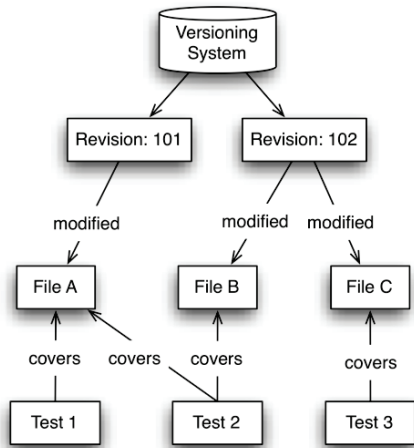 Versioning
System
Revision: 101
Revision: 102
modified
modified
modified
File A
File B
File C
covers
covers
covers
covers
Test 1
Test 2
Test 3